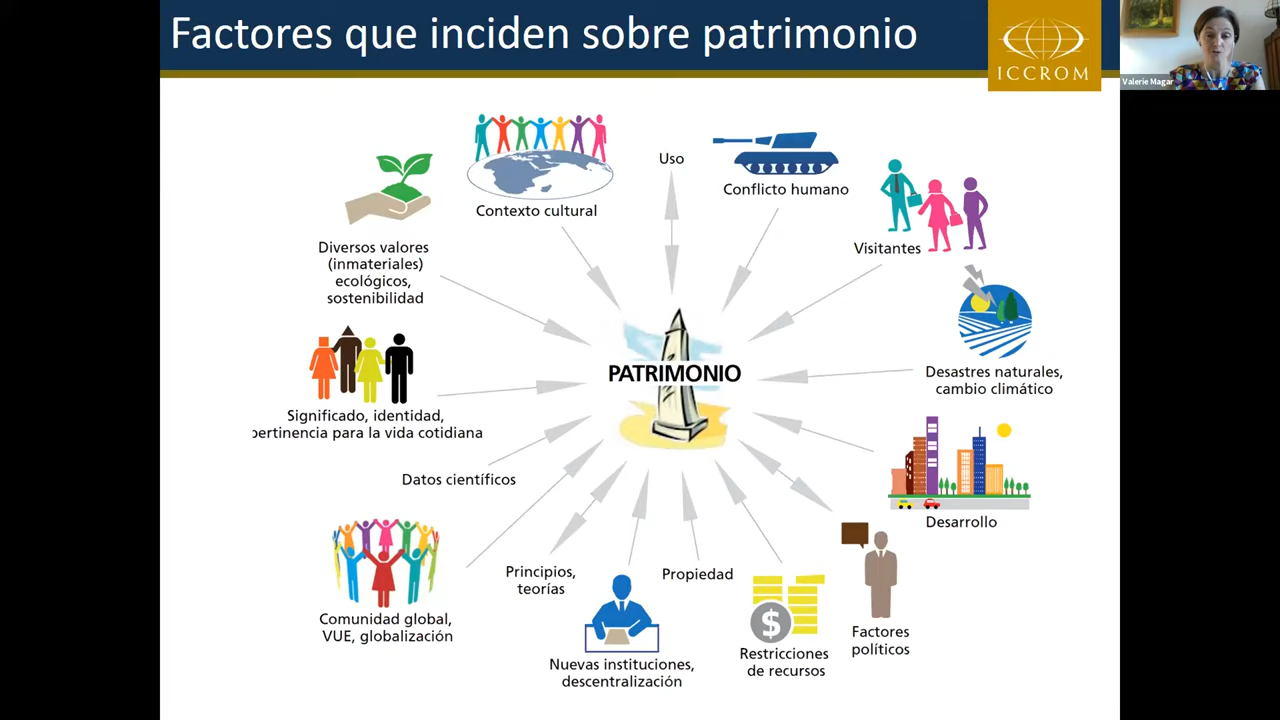 Factores que inciden sobre patrimonio
ICCROM
Valerie Magar
Contexto cultural
Uso
Conflicto humano
Visitantes
Diversos valores
(inmateriales)
ecológicos,
sostenibilidad
Desastres naturales,
cambio climático
PATRIMONIO
Significado, identidad,
pertinencia para la vida cotidiana
Datos científicos
Desarrollo
Principios,
teorías
Propiedad
$
Comunidad global,
VUE, globalización
Factores
políticos
Restricciones
de recursos
Nuevas instituciones,
descentralización